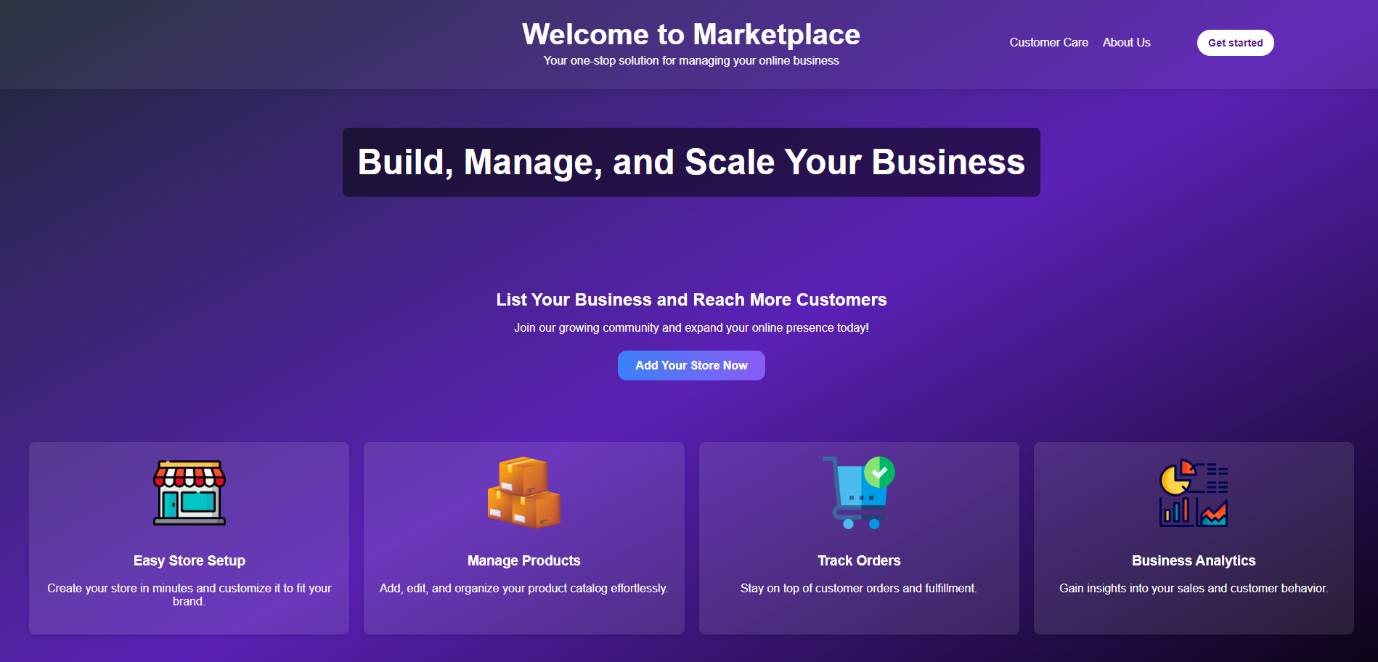 Welcome to Marketplace
Your one-stop solution for managing your online business
Customer Care
About Us
Get started
Build, Manage, and Scale Your Business
List Your Business and Reach More Customers
Join our growing community and expand your online presence today!
Add Your Store Now
Easy Store Setup
Create your store in minutes and customize it to fit your
brand.
Manage Products
Add, edit, and organize your product catalog effortlessly.
Track Orders
Stay on top of customer orders and fulfillment.
Business Analytics
Gain insights into your sales and customer behavior.